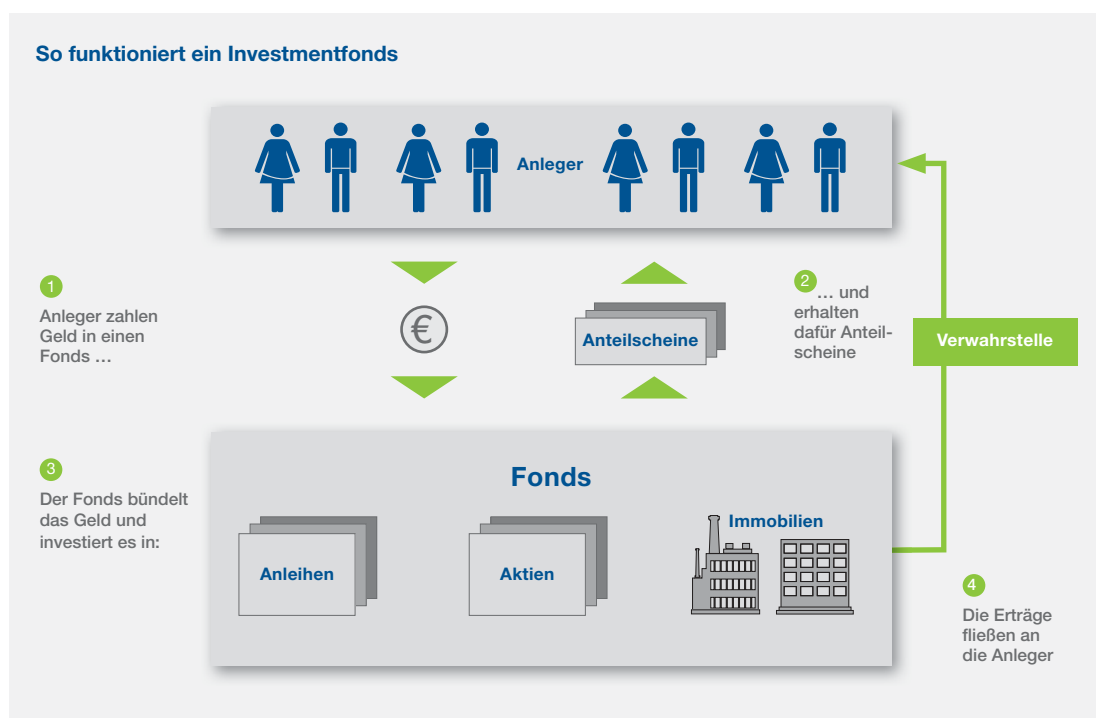 So funktioniert ein Investmentfonds
Anleger
1
Anleger zahlen
Geld in einen
Fonds …
€
Anteilscheine
2
… und
erhalten
dafür Anteil-
scheine
Verwahrstelle
3
Der Fonds bündelt
das Geld und
investiert es in:
Fonds
Anleihen
Aktien
Immobilien
4
Die Erträge
fließen an
die Anleger